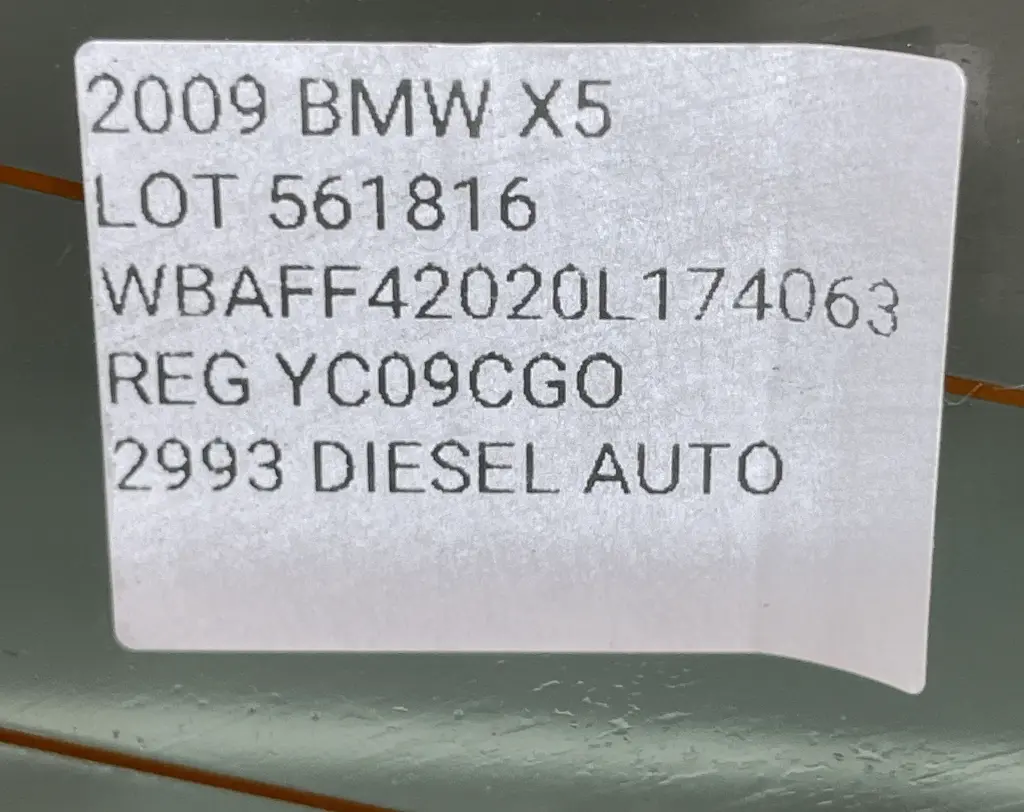 2009 BMW X5
LOT 561816
WBAFF42020L174063
REG YC09CGO
2993 DIESEL AUTO